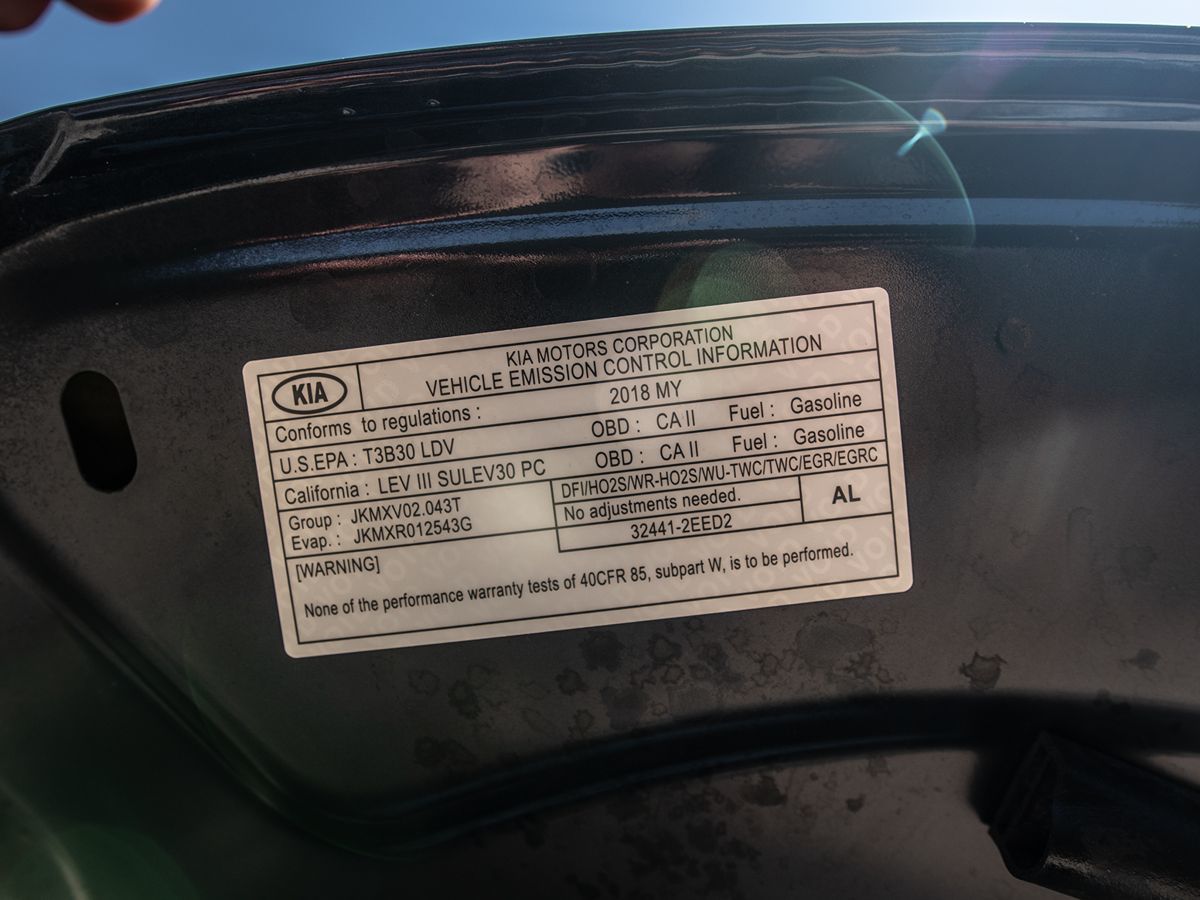 KIA
KIA MOTORS CORPORATION
VEHICLE EMISSION CONTROL INFORMATION
Conforms to regulations : 2018 MY
U.S.EPA : T3B30 LDV OBD : CA II Fuel : Gasoline
California : LEV III SULEV30 PC OBD : CA II Fuel : Gasoline
Group : JKMXV02.043T
Evap. : JKMXR012543G
DFI/HO2S/WR-HO2S/WU-TWC/TWC/EGR/EGRC
No adjustments needed.
32441-2EED2
AL
[WARNING]
None of the performance warranty tests of 40CFR 85, subpart W, is to be performed.